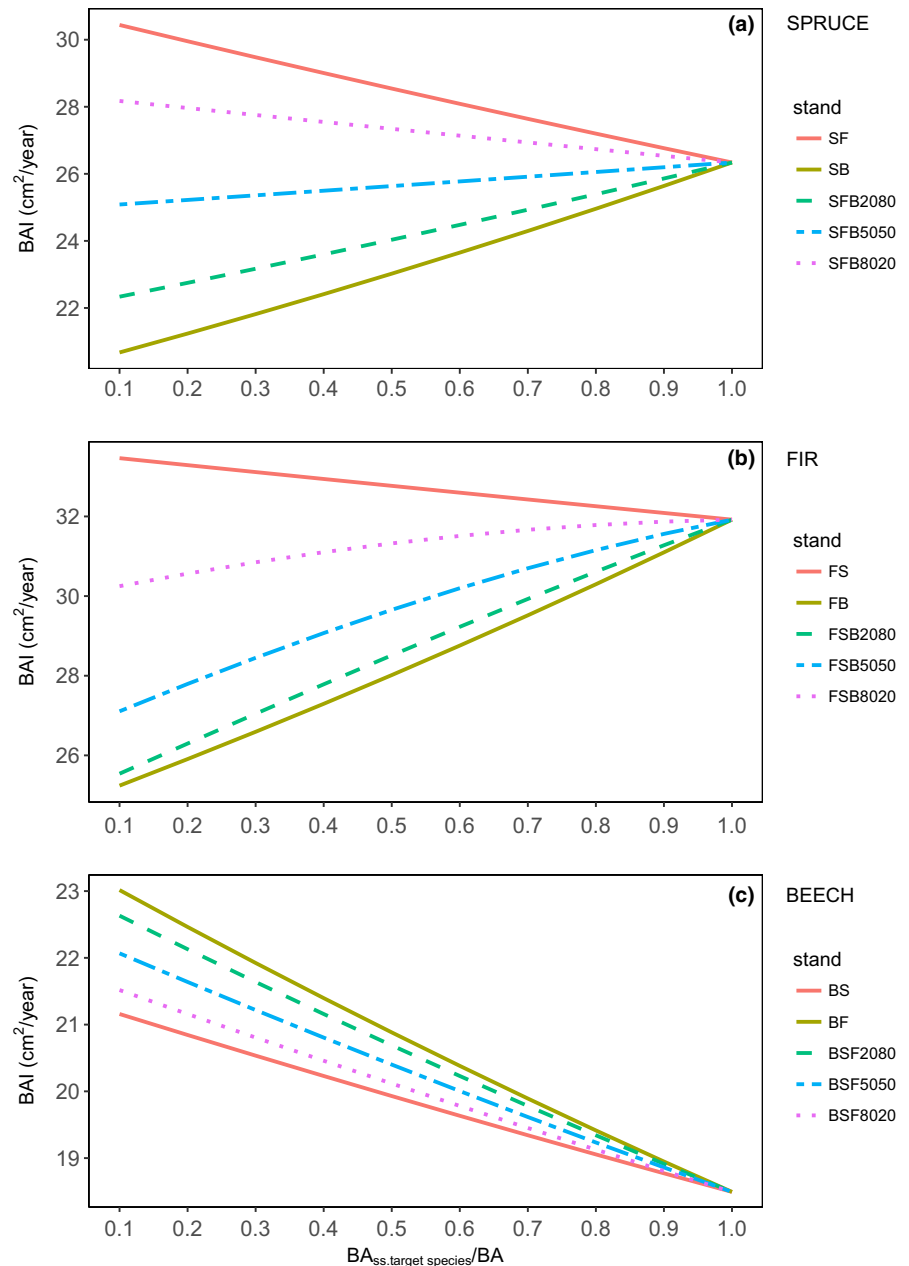 (a)
SPRUCE
BAI (cm²/year)
30
28
26
24
22
0.1 0.2 0.3 0.4 0.5 0.6 0.7 0.8 0.9 1.0
stand
SF
SB
SFB2080
SFB5050
SFB8020
(b)
FIR
BAI (cm²/year)
32
30
28
26
0.1 0.2 0.3 0.4 0.5 0.6 0.7 0.8 0.9 1.0
stand
FS
FB
FSB2080
FSB5050
FSB8020
(c)
BEECH
BAI (cm²/year)
23
22
21
20
19
0.1 0.2 0.3 0.4 0.5 0.6 0.7 0.8 0.9 1.0
BAss.target species/BA
stand
BS
BF
BSF2080
BSF5050
BSF8020